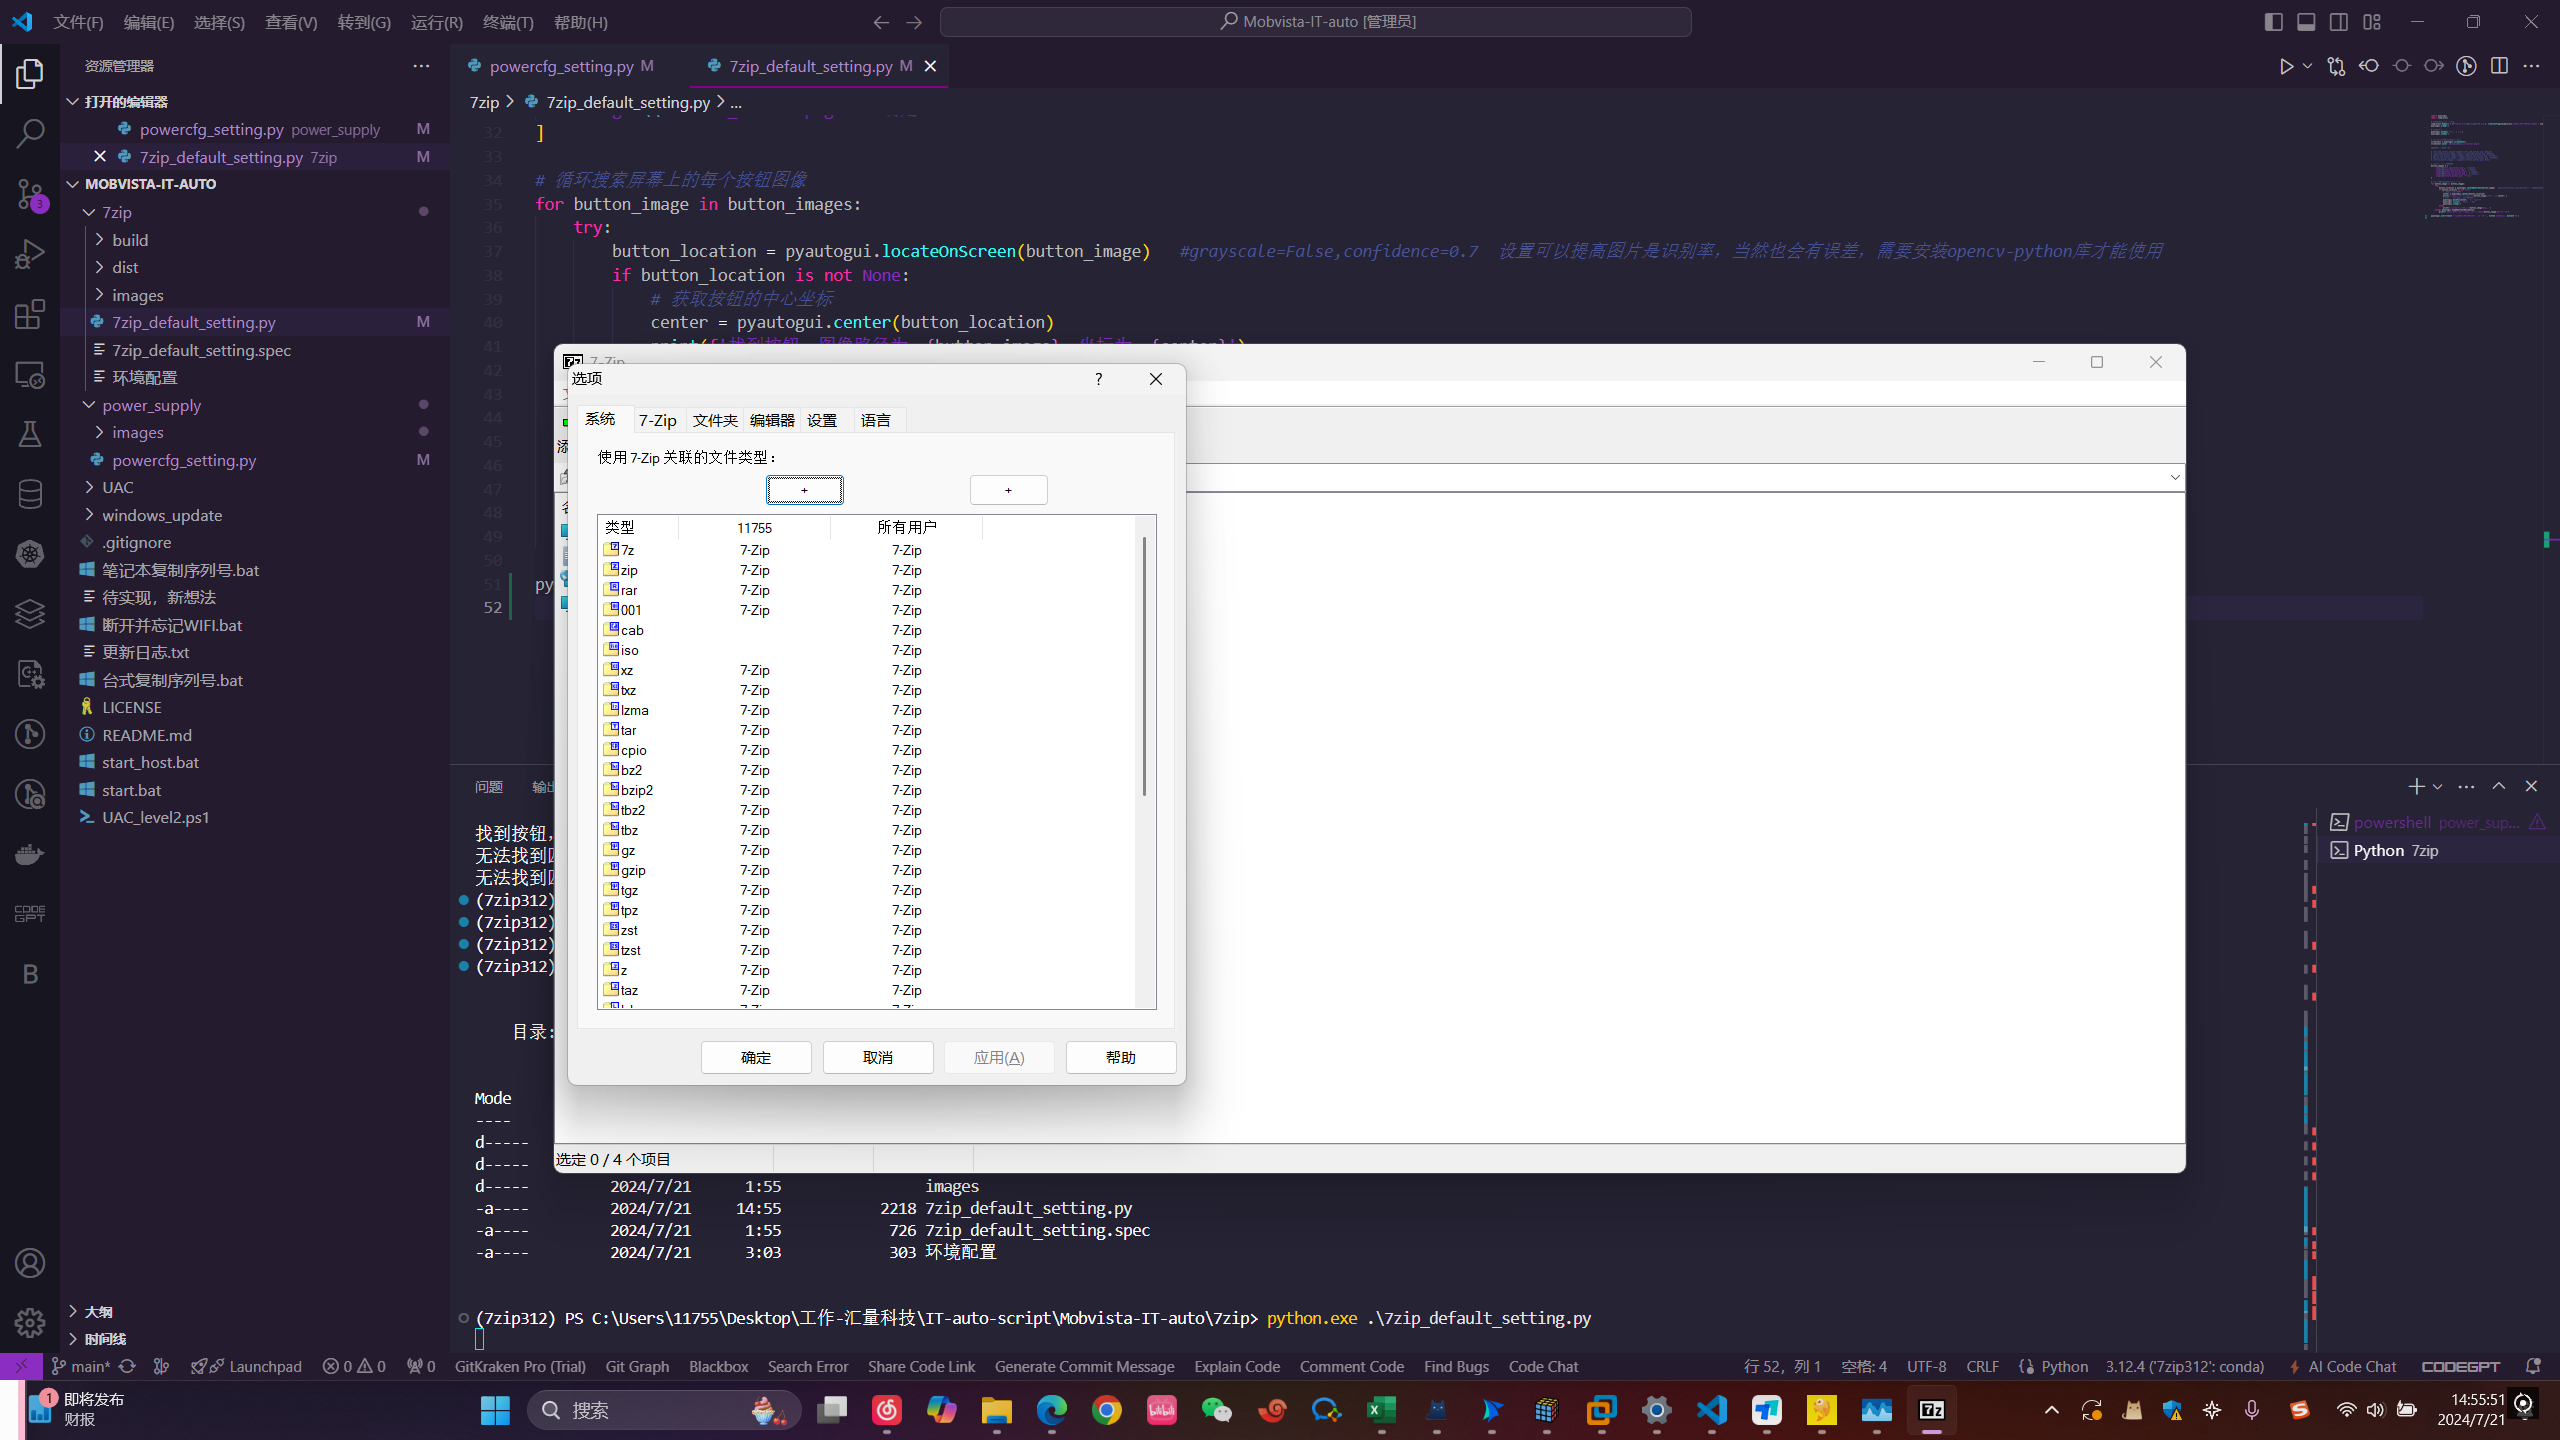 文件(F) 编辑(E) 选择(S) 查看(V) 转到(G) 运行(R) 终端(T) 帮助(H)
Mobvista-IT-auto [管理员]
资源管理器
打开的编辑器
powercfg_setting.py power_supply M
7zip_default_setting.py 7zip M
MOBVISTA-IT-AUTO
7zip
build
dist
images
7zip_default_setting.py M
7zip_default_setting.spec
环境配置
power_supply
images
powercfg_setting.py M
UAC
windows_update
.gitignore
笔记本复制序列号.bat
待实现，新想法
断开并忘记WIFI.bat
更新日志.txt
台式复制序列号.bat
LICENSE
README.md
start_host.bat
start.bat
UAC_level2.ps1
大纲
时间线
powercfg_setting.py M
7zip_default_setting.py M
7zip > 7zip_default_setting.py > ...
32 ]
33
34 # 循环搜索屏幕上的每个按钮图像
35 for button_image in button_images:
36 try:
37 button_location = pyautogui.locateOnScreen(button_image) #grayscale=False,confidence=0.7 设置可以提高图片是识别率，当然也会有误差，需要安装opencv-python库才能使用
38 if button_location is not None:
39 # 获取按钮的中心坐标
40 center = pyautogui.center(button_location)
41
42
43
44
45
46
47
48
49
50
51 py
52
7-Zip
选项
系统 7-Zip 文件夹 编辑器 设置 语言
使用 7-Zip 关联的文件类型：
+ +
类型 11755 所有用户
7z 7-Zip 7-Zip
zip 7-Zip 7-Zip
rar 7-Zip 7-Zip
001 7-Zip 7-Zip
cab 7-Zip
iso 7-Zip
xz 7-Zip 7-Zip
txz 7-Zip 7-Zip
lzma 7-Zip 7-Zip
tar 7-Zip 7-Zip
cpio 7-Zip 7-Zip
bz2 7-Zip 7-Zip
bzip2 7-Zip 7-Zip
tbz2 7-Zip 7-Zip
tbz 7-Zip 7-Zip
gz 7-Zip 7-Zip
gzip 7-Zip 7-Zip
tgz 7-Zip 7-Zip
tpz 7-Zip 7-Zip
zst 7-Zip 7-Zip
tzst 7-Zip 7-Zip
z 7-Zip 7-Zip
taz 7-Zip 7-Zip
确定 取消 应用(A) 帮助
选定 0 / 4 个项目
问题 输出
找到按钮，
无法找到
无法找到
(7zip312)
(7zip312)
(7zip312)
(7zip312)
目录:
Mode
----
d-----
d-----
d----- 2024/7/21 1:55 images
-a---- 2024/7/21 14:55 2218 7zip_default_setting.py
-a---- 2024/7/21 1:55 726 7zip_default_setting.spec
-a---- 2024/7/21 3:03 303 环境配置
(7zip312) PS C:\Users\11755\Desktop\工作-汇量科技\IT-auto-script\Mobvista-IT-auto\7zip> python.exe .\7zip_default_setting.py
powershell power_sup...
Python 7zip
main* Launchpad 0 0 0 GitKraken Pro (Trial) Git Graph Blackbox Search Error Share Code Link Generate Commit Message Explain Code Comment Code Find Bugs Code Chat
行 52，列 1 空格: 4 UTF-8 CRLF Python 3.12.4 ('7zip312': conda) AI Code Chat CODEGPT
1 即将发布
财报
搜索
14:55:51
2024/7/21